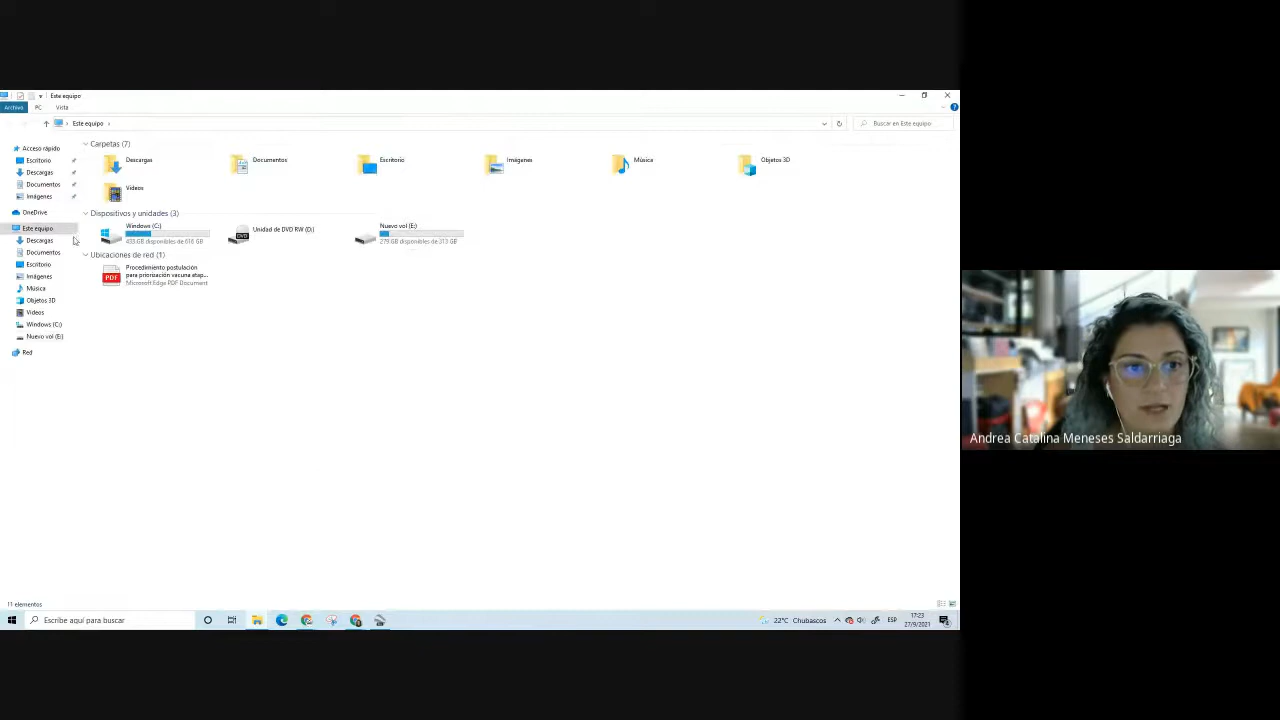 Este equipo
Archivo PC Vista
Este equipo
Buscar en Este equipo
Acceso rápido
Escritorio
Descargas
Documentos
Imágenes
OneDrive
Este equipo
Descargas
Documentos
Escritorio
Imágenes
Música
Objetos 3D
Vídeos
Windows (C:)
Nuevo vol (E:)
Red
Carpetas (7)
Descargas
Documentos
Escritorio
Imágenes
Música
Objetos 3D
Vídeos
Dispositivos y unidades (3)
Windows (C:)
433 GB disponibles de 616 GB
Unidad de DVD RW (D:)
DVD
Nuevo vol (E:)
279 GB disponibles de 313 GB
Ubicaciones de red (1)
PDF
Procedimiento postulación
para priorización vacuna etap...
Microsoft Edge PDF Document
11 elementos
Escribe aquí para buscar
22°C Chubascos
ESP
17:23
27/9/2021
Andrea Catalina Meneses Saldarriaga